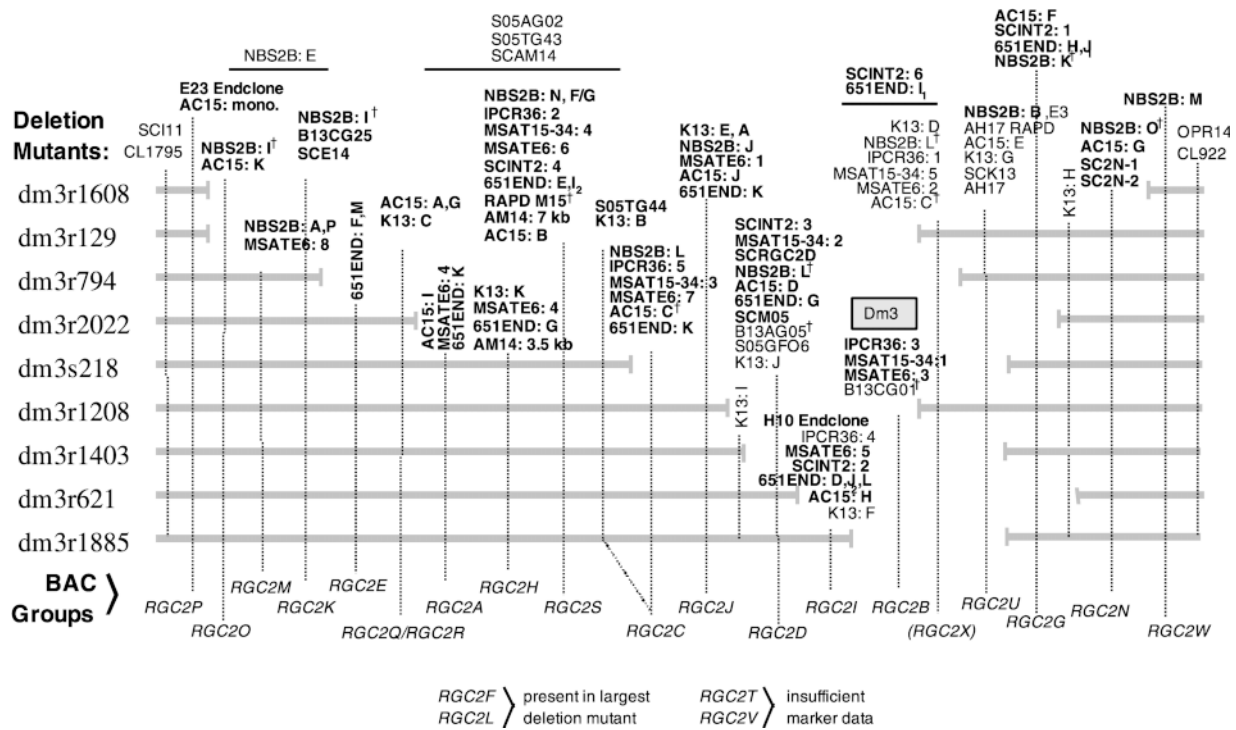 S05AG02
S05TG43
SCAM14
NBS2B: E
E23 Endclone
AC15: mono.
Deletion
Mutants:
SCI11
CL1795
NBS2B: I†
AC15: K
NBS2B: I†
B13CG25
SCE14
NBS2B: A,P
MSATE6: 8
651END: F,M
AC15: A,G
K13: C
AC15: I
MSATE6: 4
651END: K
K13: K
MSATE6: 4
651END: G
AM14: 3.5 kb
NBS2B: N, F/G
IPCR36: 2
MSAT15-34: 4
MSATE6: 6
SCINT2: 4
651END: E,I2
RAPD M15†
AM14: 7 kb
AC15: B
S05TG44
K13: B
NBS2B: L
IPCR36: 5
MSAT15-34: 3
MSATE6: 7
AC15: C†
651END: K
K13: E, A
NBS2B: J
MSATE6: 1
AC15: J
651END: K
K13: I
SCINT2: 3
MSAT15-34: 2
SCRGC2D
NBS2B: L†
AC15: D
651END: G
SCM05
B13AG05†
S05GFO6
K13: J
H10 Endclone
IPCR36: 4
MSATE6: 5
SCINT2: 2
651END: D,J,L
AC15: H
K13: F
Dm3
IPCR36: 3
MSAT15-34:1
MSATE6: 3
B13CG01†
SCINT2: 6
651END: I1
K13: D
NBS2B: L†
IPCR36: 1
MSAT15-34: 5
MSATE6: 2
AC15: C†
NBS2B: B ,E3
AH17 RAPD
AC15: E
K13: G
SCK13
AH17
AC15: F
SCINT2: 1
651END: H,J
NBS2B: K†
K13: H
NBS2B: O†
AC15: G
SC2N-1
SC2N-2
NBS2B: M
OPR14
CL922
dm3r1608
dm3r129
dm3r794
dm3r2022
dm3s218
dm3r1208
dm3r1403
dm3r621
dm3r1885
BAC
Groups
RGC2P
RGC2O
RGC2M
RGC2K
RGC2E
RGC2Q/RGC2R
RGC2A
RGC2H
RGC2S
RGC2C
RGC2J
RGC2D
RGC2I
RGC2B
(RGC2X)
RGC2U
RGC2G
RGC2N
RGC2W
RGC2F present in largest
RGC2L deletion mutant
RGC2T insufficient
RGC2V marker data